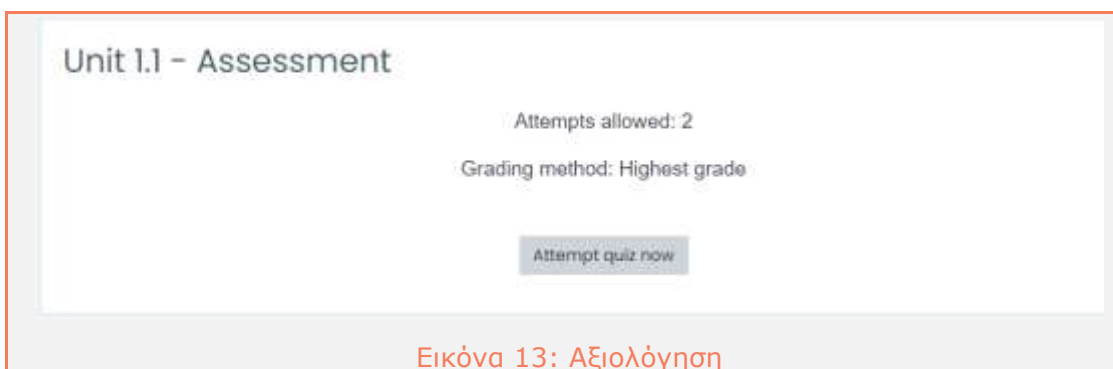 Unit 1.1 - Assessment
Attempts allowed: 2
Grading method: Highest grade
Attempt quiz now
Εικόνα 13: Αξιολόγηση